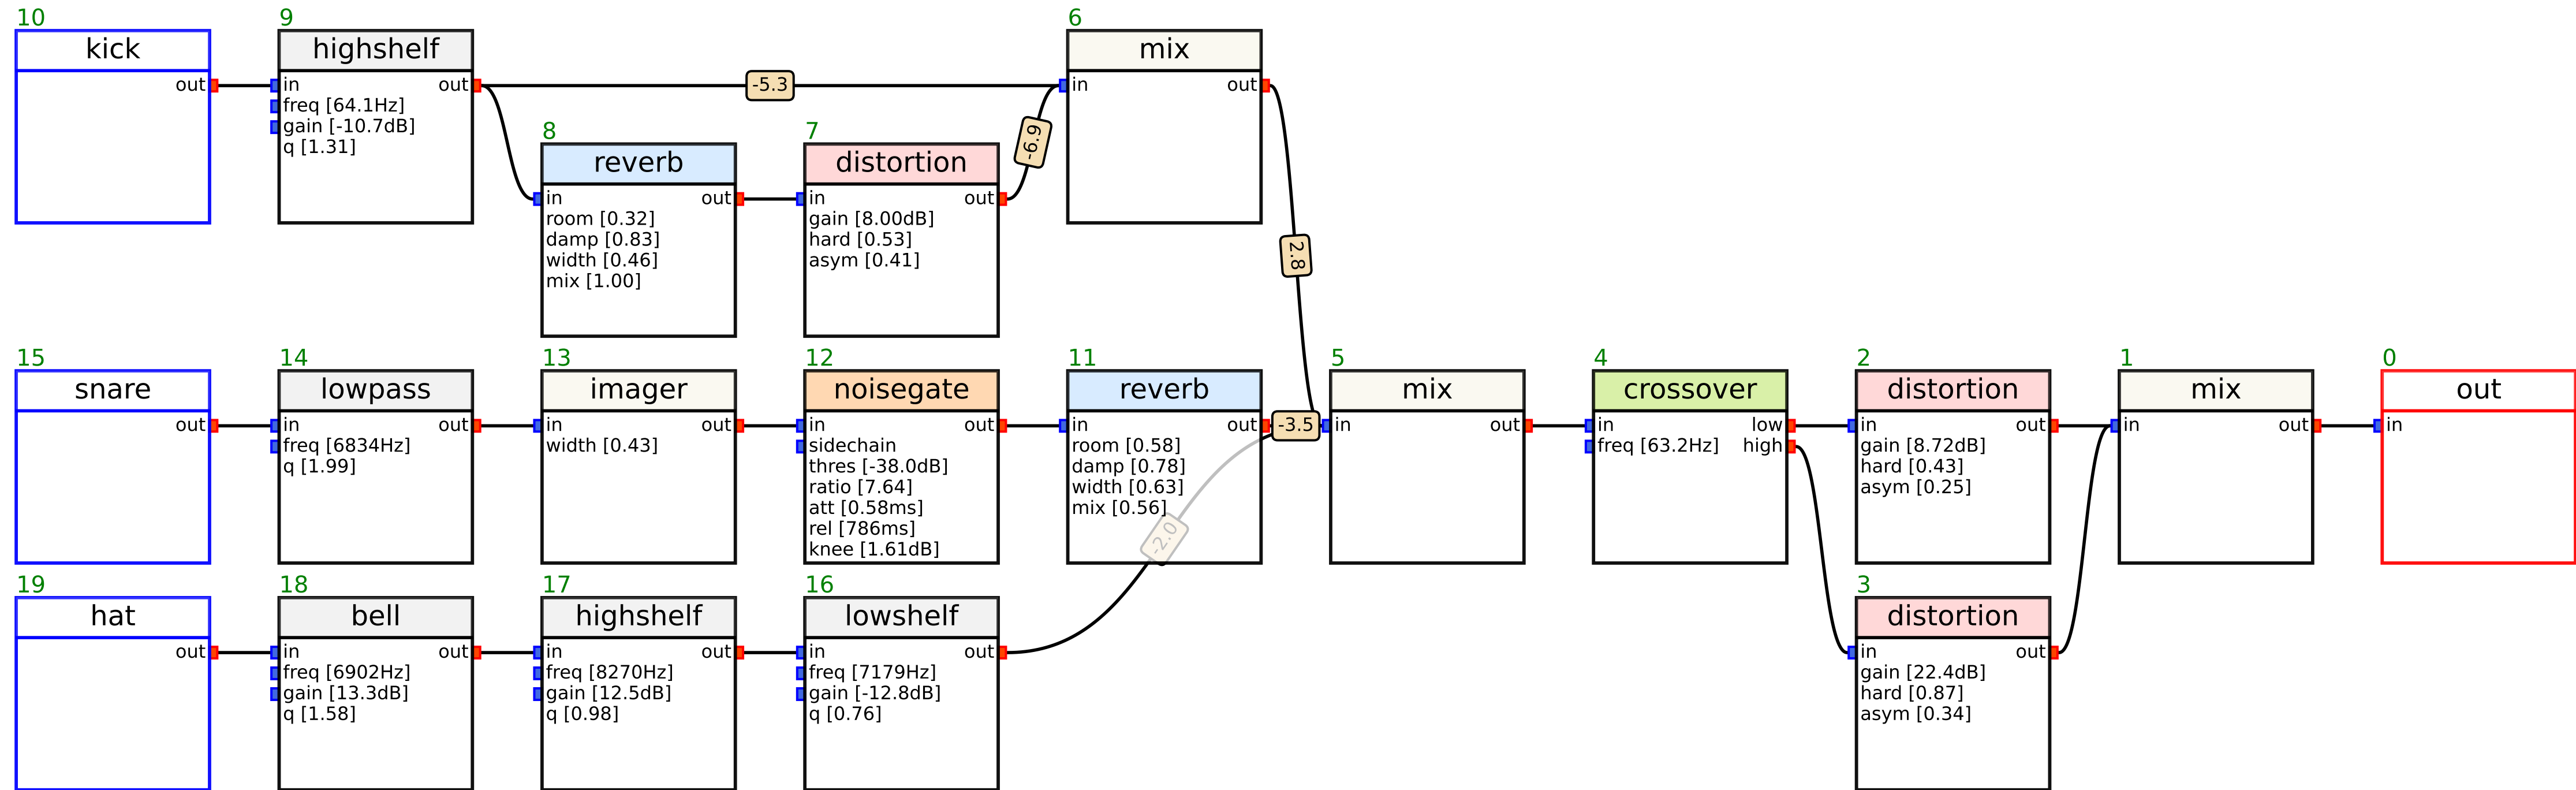 10
kick
out
9
highshelf
in out
freq [64.1Hz]
gain [-10.7dB]
q [1.31]
-5.3
8
reverb
in out
room [0.32]
damp [0.83]
width [0.46]
mix [1.00]
7
distortion
in out
gain [8.00dB]
hard [0.53]
asym [0.41]
-6.9
6
mix
in out
2.8
15
snare
out
14
lowpass
in out
freq [6834Hz]
q [1.99]
13
imager
in out
width [0.43]
12
noisegate
in out
sidechain
thres [-38.0dB]
ratio [7.64]
att [0.58ms]
rel [786ms]
knee [1.61dB]
11
reverb
in out
room [0.58]
damp [0.78]
width [0.63]
mix [0.56]
-3.5
-2.0
5
mix
in out
4
crossover
in low
freq [63.2Hz] high
2
distortion
in out
gain [8.72dB]
hard [0.43]
asym [0.25]
1
mix
in out
0
out
in
19
hat
out
18
bell
in out
freq [6902Hz]
gain [13.3dB]
q [1.58]
17
highshelf
in out
freq [8270Hz]
gain [12.5dB]
q [0.98]
16
lowshelf
in out
freq [7179Hz]
gain [-12.8dB]
q [0.76]
3
distortion
in out
gain [22.4dB]
hard [0.87]
asym [0.34]